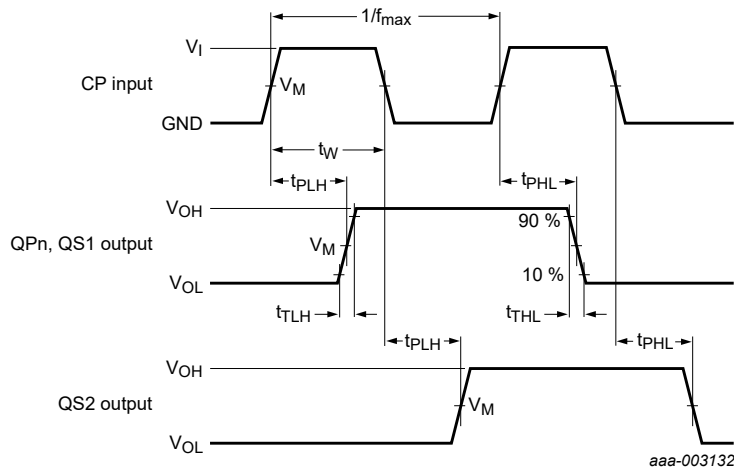 1/fmax
VI
CP input
VM
GND
tW
tPLH
tPHL
VOH
90 %
QPn, QS1 output
VM
10 %
VOL
tTLH
tTHL
tPLH
tPHL
VOH
QS2 output
VM
VOL
aaa-003132